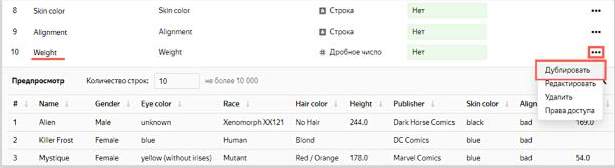 8 Skin color Skin color Строка Нет
9 Alignment Alignment Строка Нет
10 Weight Weight # Дробное число Нет
Дублировать
Предпросмотр Количество строк: 10 не более 10 000
Редактировать
Удалить
Права доступа
# Name Gender Eye color Race Hair color Height Publisher Skin color Align
1 Alien Male unknown Xenomorph XX121 No Hair 244.0 Dark Horse Comics black bad 169.0
2 Killer Frost Female blue Human Blond DC Comics blue bad
3 Mystique Female yellow (without irises) Mutant Red / Orange 178.0 Marvel Comics blue bad 54.0